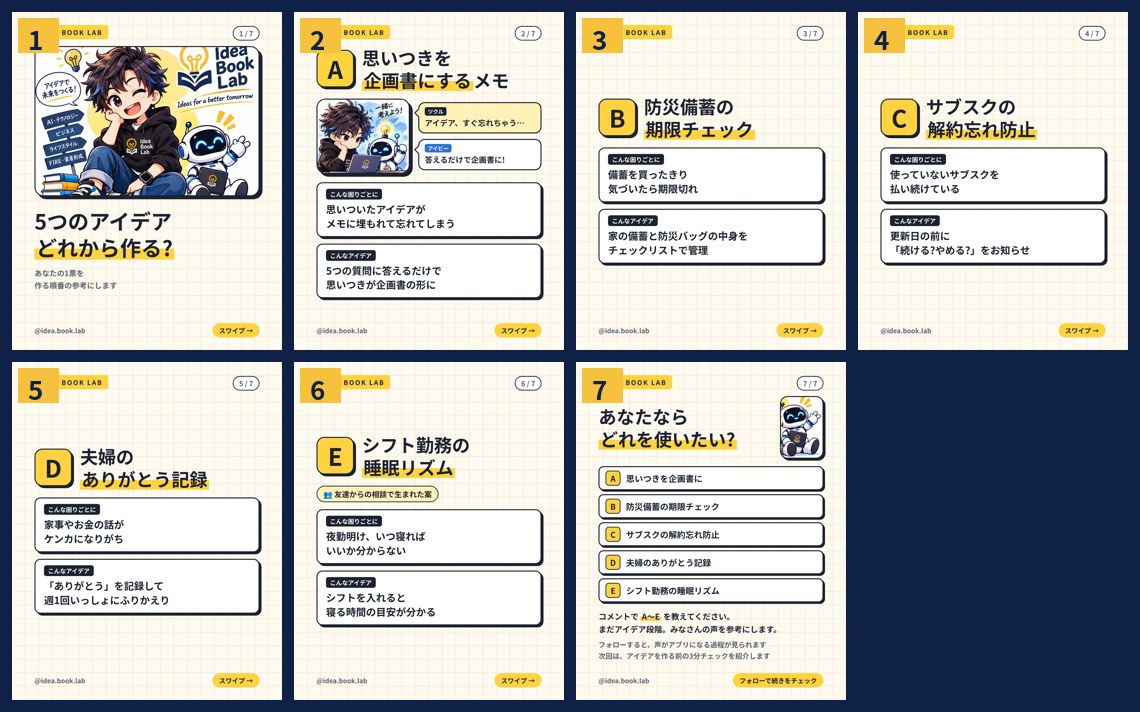 1
BOOK LAB
1/7
アイデアで
未来をつくる!
Idea
Book
Lab
Ideas for a better tomorrow
AI・テクノロジー
ビジネス
ライフスタイル
FIRE・資産形成
Idea
Book
Lab
5つのアイデア
どれから作る?
あなたの1票を
作る順番の参考にします
@idea.book.lab
スワイプ →
2
BOOK LAB
2/7
A
思いつきを
企画書にするメモ
一緒に
考えよう!
ツクル
アイデア、すぐ忘れちゃう…
アイビー
答えるだけで企画書に!
こんな困りごとに
思いついたアイデアが
メモに埋もれて忘れてしまう
こんなアイデア
5つの質問に答えるだけで
思いつきが企画書の形に
@idea.book.lab
スワイプ →
3
BOOK LAB
3/7
B
防災備蓄の
期限チェック
こんな困りごとに
備蓄を買ったきり
気づいたら期限切れ
こんなアイデア
家の備蓄と防災バッグの中身を
チェックリストで管理
@idea.book.lab
スワイプ →
4
BOOK LAB
4/7
C
サブスクの
解約忘れ防止
こんな困りごとに
使っていないサブスクを
払い続けている
こんなアイデア
更新日の前に
「続ける?やめる?」をお知らせ
@idea.book.lab
スワイプ →
5
BOOK LAB
5/7
D
夫婦の
ありがとう記録
こんな困りごとに
家事やお金の話が
ケンカになりがち
こんなアイデア
「ありがとう」を記録して
週1回いっしょにふりかえり
@idea.book.lab
スワイプ →
6
BOOK LAB
6/7
E
シフト勤務の
睡眠リズム
👥 友達からの相談で生まれた案
こんな困りごとに
夜勤明け、いつ寝れば
いいか分からない
こんなアイデア
シフトを入れると
寝る時間の目安が分かる
@idea.book.lab
スワイプ →
7
BOOK LAB
7/7
あなたなら
どれを使いたい?
A 思いつきを企画書に
B 防災備蓄の期限チェック
C サブスクの解約忘れ防止
D 夫婦のありがとう記録
E シフト勤務の睡眠リズム
コメントで A〜E を教えてください。
まだアイデア段階。みなさんの声を参考にします。
フォローすると、声がアプリになる過程が見られます
次回は、アイデアを作る前の3分チェックを紹介します
@idea.book.lab
フォローで続きをチェック